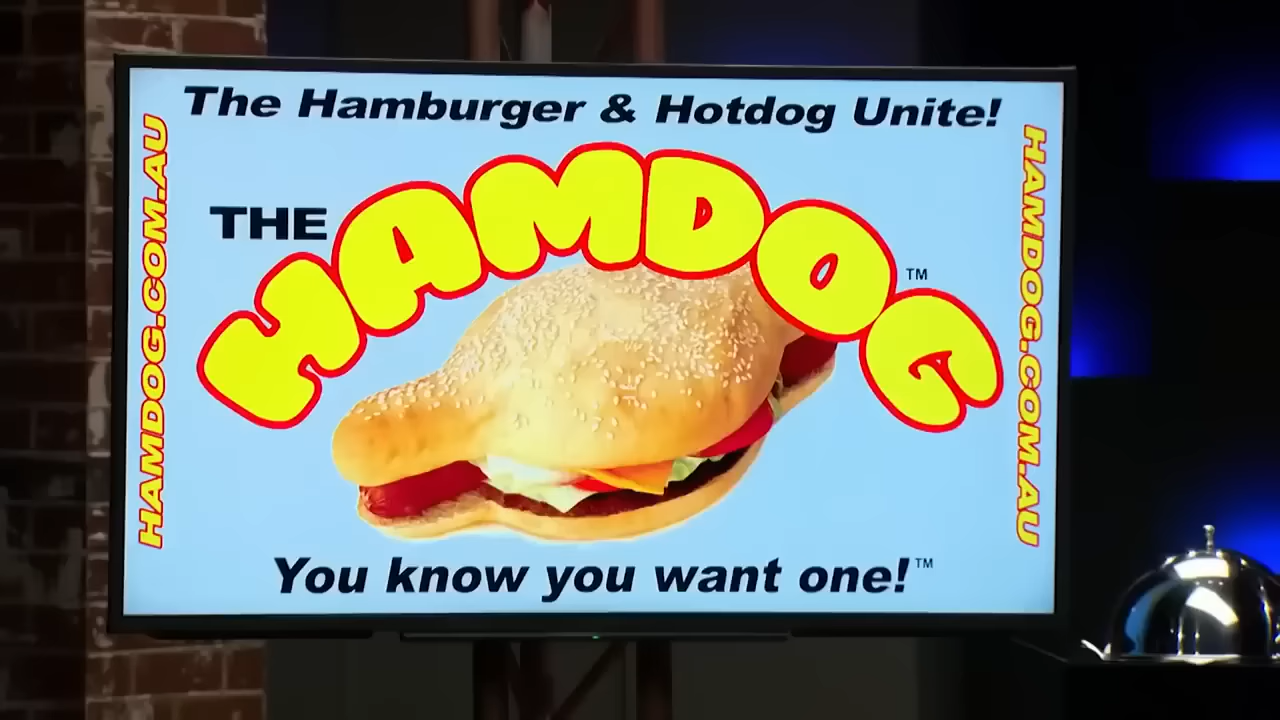 The Hamburger & Hotdog Unite!
HAMDOG.COM.AU
THE
HAMDOG™
HAMDOG.COM.AU
You know you want one!™